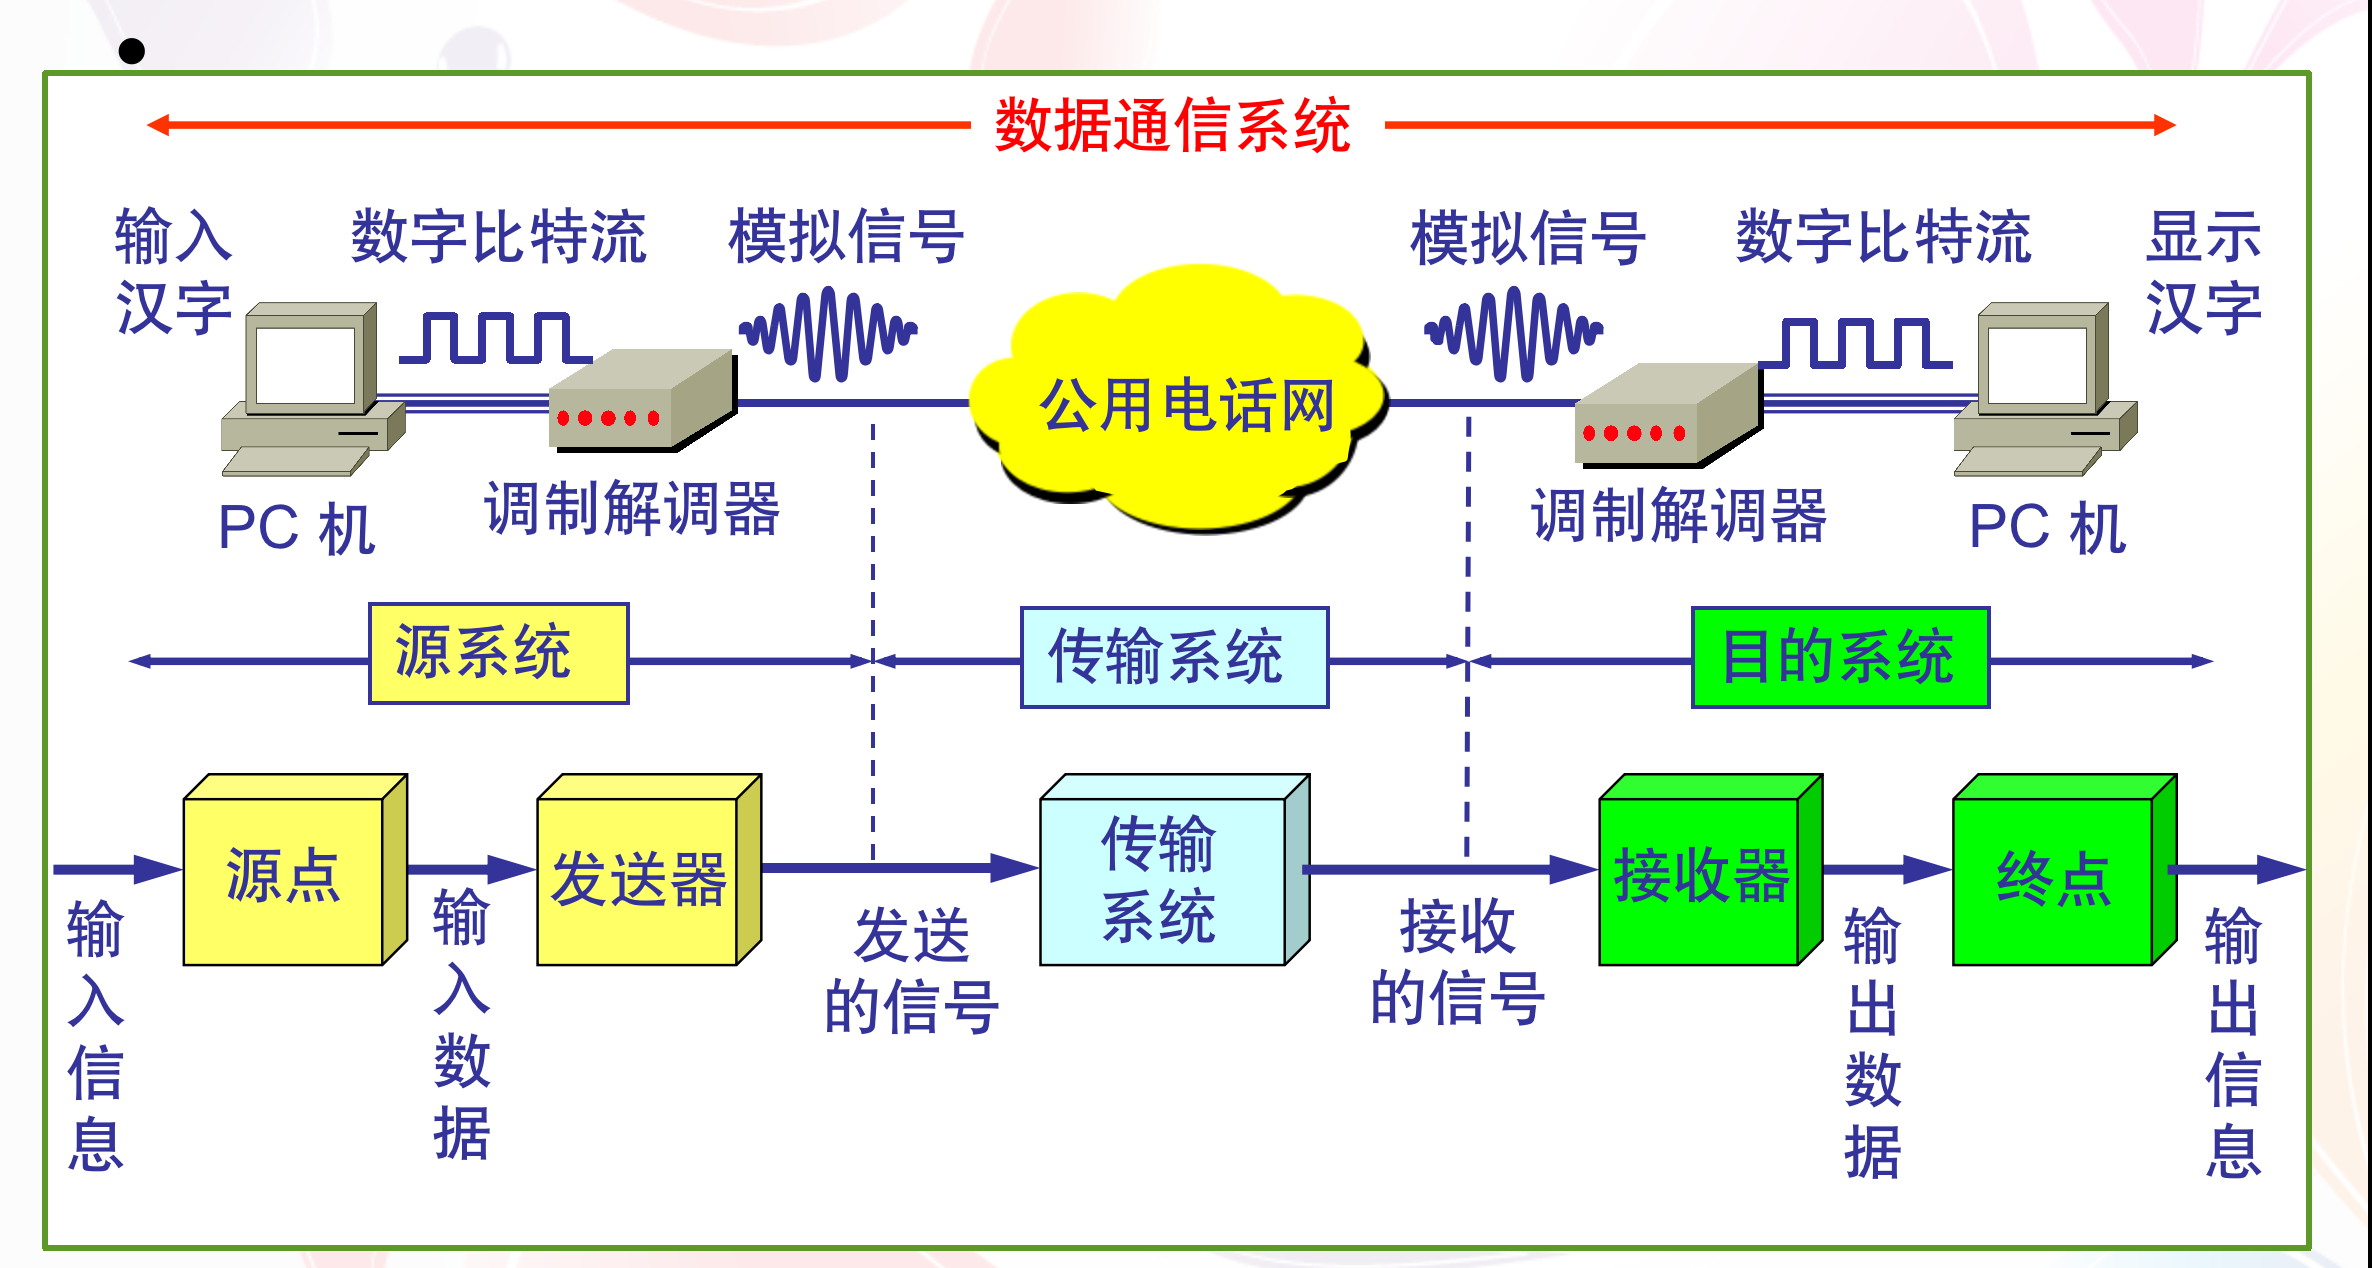 数据通信系统
输入
汉字
数字比特流
模拟信号
模拟信号
数字比特流
显示
汉字
公用电话网
PC 机
调制解调器
调制解调器
PC 机
源系统
传输系统
目的系统
源点
发送器
传输
系统
接收器
终点
输
入
信
息
输
入
数
据
发送
的信号
接收
的信号
输
出
数
据
输
出
信
息